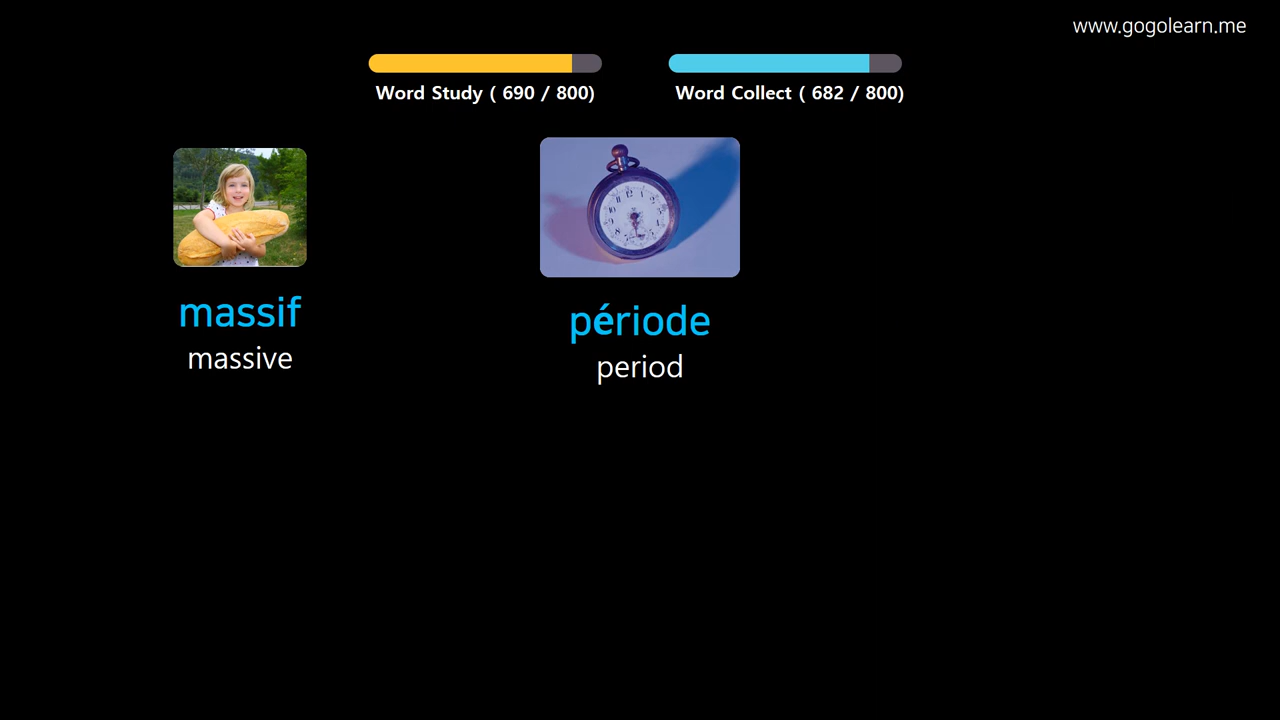 www.gogolearn.me
Word Study ( 690 / 800)
Word Collect ( 682 / 800)
massif
massive
période
period